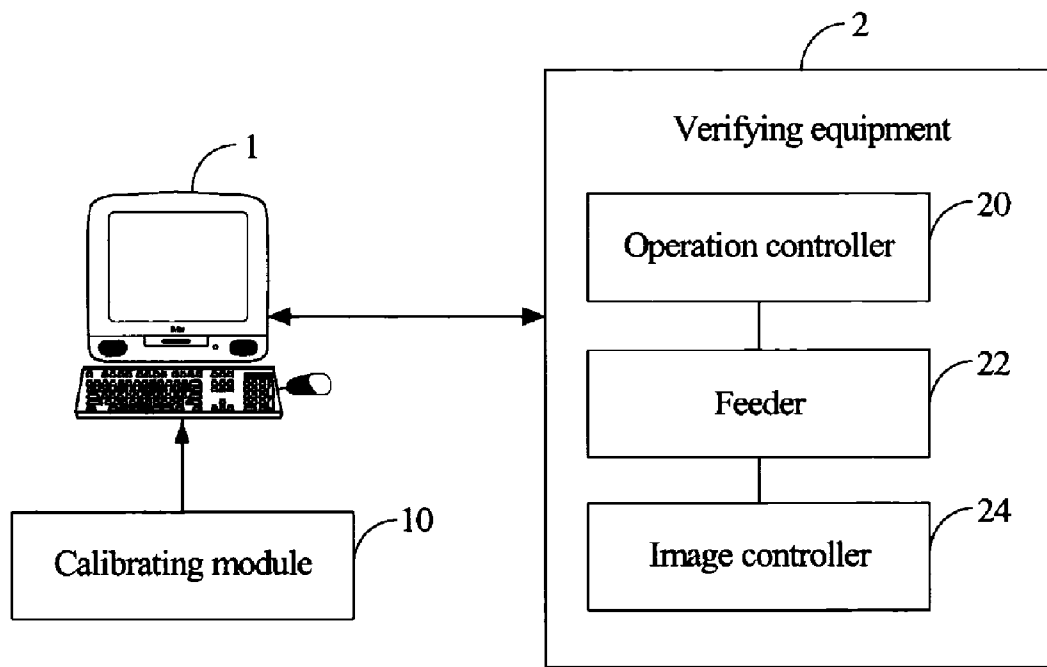 2
Verifying equipment
1
20
Operation controller
22
Feeder
10
Calibrating module
24
Image controller